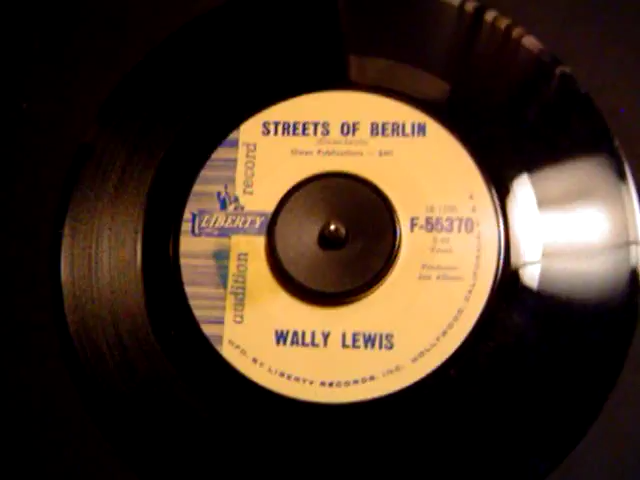 STREETS OF BERLIN
record
LIBERTY
F-55370
audition
WALLY LEWIS
MFD. BY LIBERTY RECORDS, INC. HOLLYWOOD, CALIFORNIA